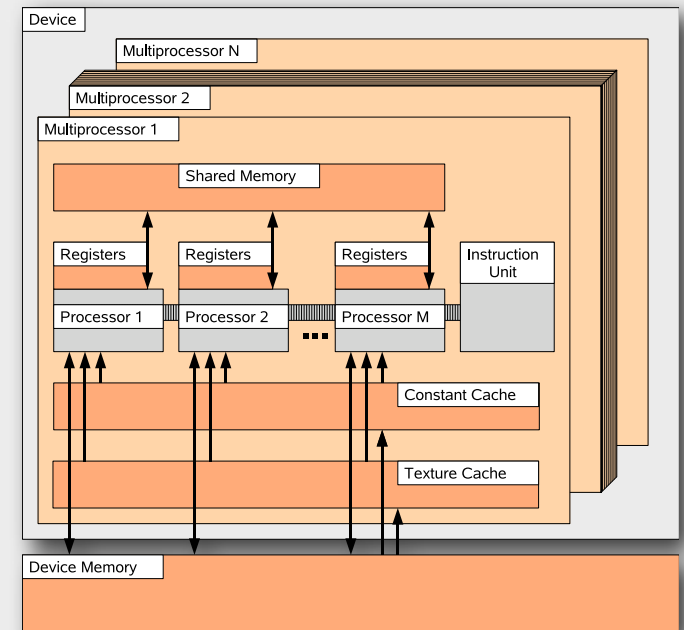 Device
Multiprocessor N
Multiprocessor 2
Multiprocessor 1
Shared Memory
Registers
Registers
Registers
Instruction
Unit
Processor 1
Processor 2
Processor M
...
Constant Cache
Texture Cache
Device Memory